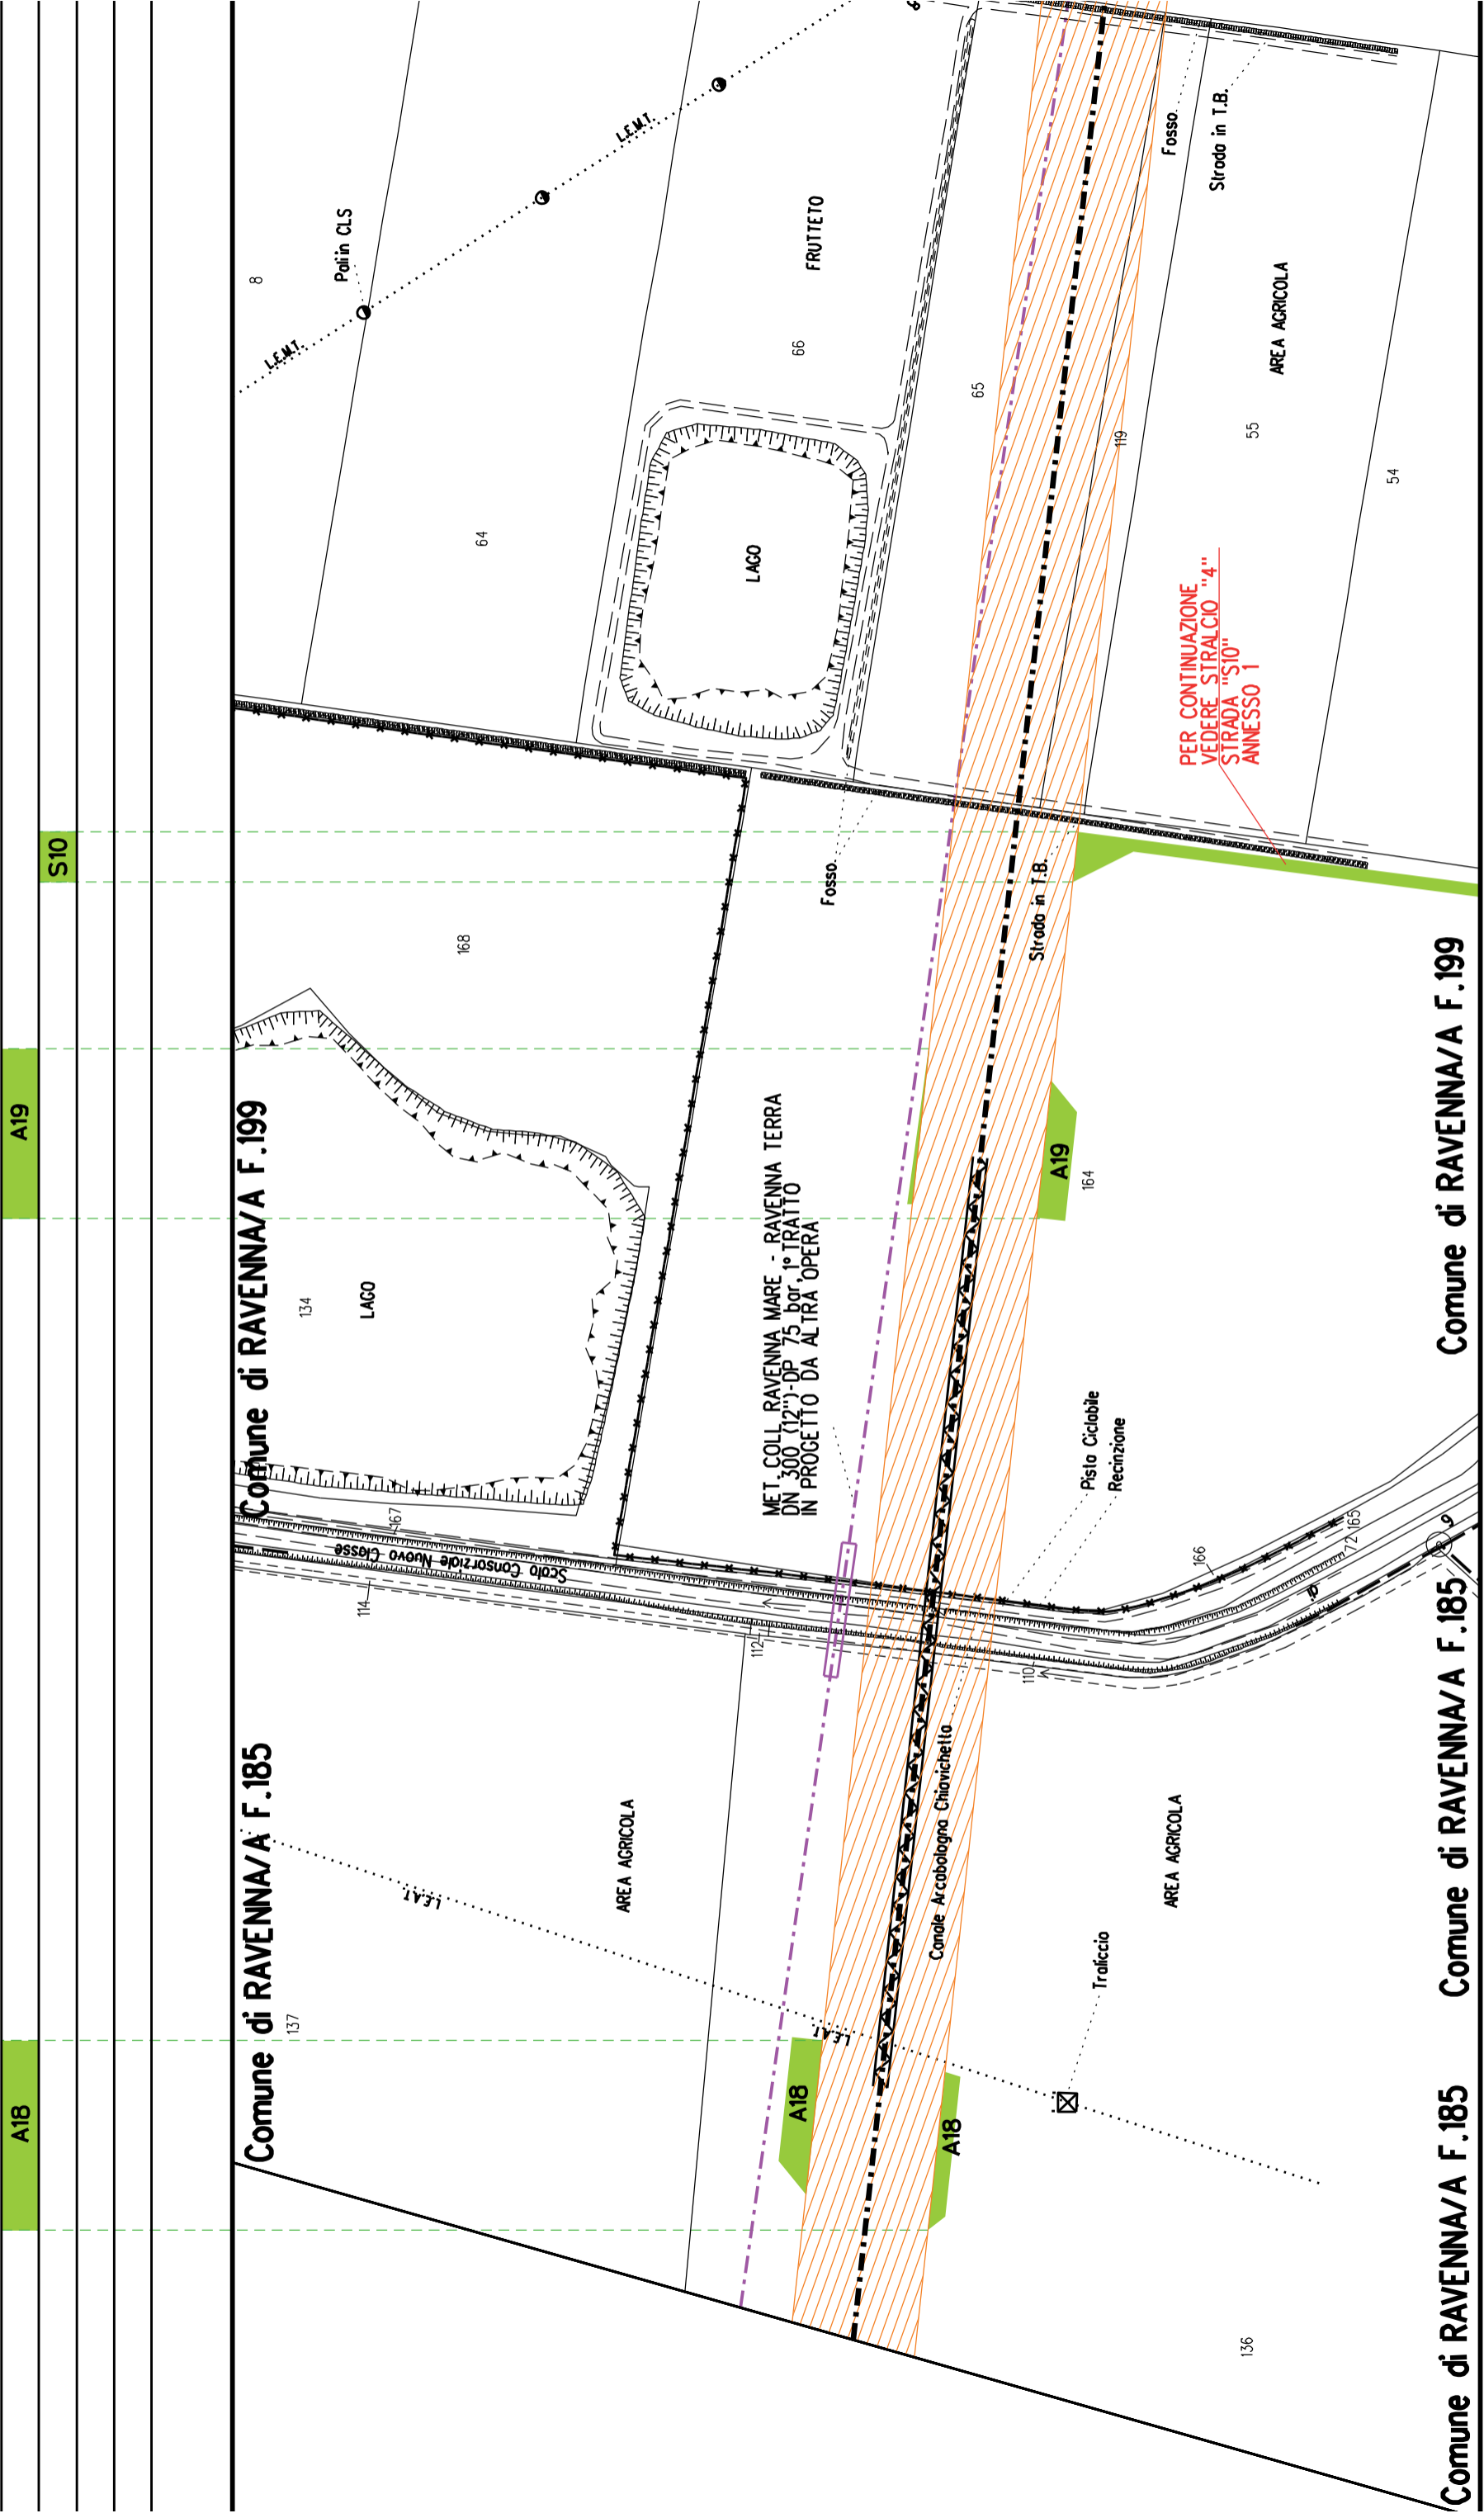 A18
A19
S10
Comune di RAVENNA/A F.185
Comune di RAVENNA/A F.199
137
134
LAGO
114
167
Scolo Consorziale Nuovo Classe
168
8
Pali in CLS
L.E.M.T.
L.E.M.T.
64
LAGO
66
FRUTTETO
65
L.E.A.T.
L.E.A.T.
AREA AGRICOLA
112
MET. COLL. RAVENNA MARE - RAVENNA TERRA
DN 300 (12")-DP 75 bar, 1° TRATTO
IN PROGETTO DA ALTRA OPERA
Fosso
A18
A18
Canale Arcabologna Chiavichetta
110
Strada in T.B.
A19
164
Pista Ciclabile
Recinzione
119
Fosso
Strada in T.B.
Traliccio
AREA AGRICOLA
166
165
72
PER CONTINUAZIONE
VEDERE STRALCIO "4"
STRADA "S10"
ANNESSO 1
55
AREA AGRICOLA
54
136
Comune di RAVENNA/A F.185
Comune di RAVENNA/A F.185
Comune di RAVENNA/A F.199